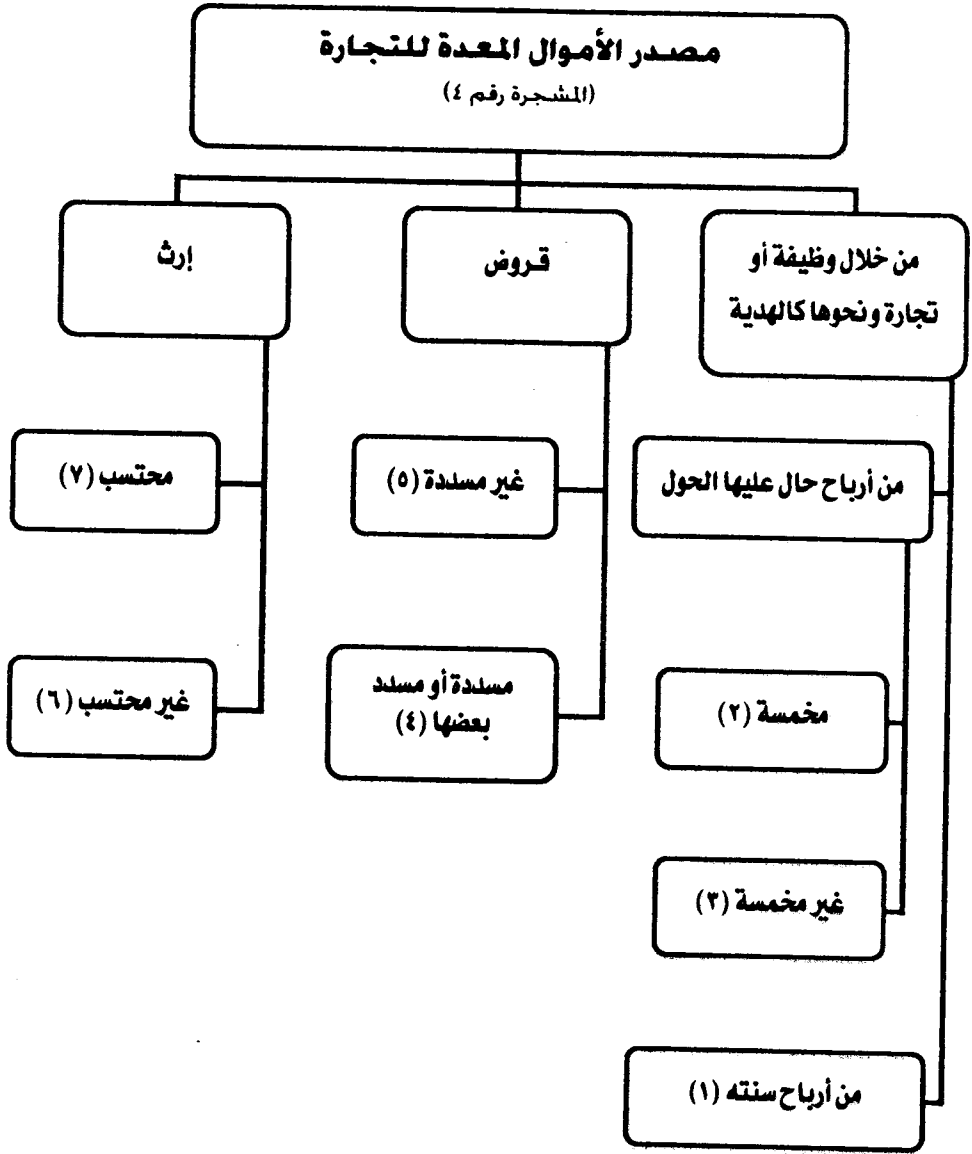 مصدر الأموال المعدة للتجارة
(المشجرة رقم ٤)
من خلال وظيفة أو
تجارة ونحوها كالهدية
قروض
إرث
من أرباح حال عليها الحول
غير مسددة (٥)
محتسب (٧)
مخمسة (٢)
مسددة أو مسدد
بعضها (٤)
غير محتسب (٦)
غير مخمسة (٣)
من أرباح سنته (١)